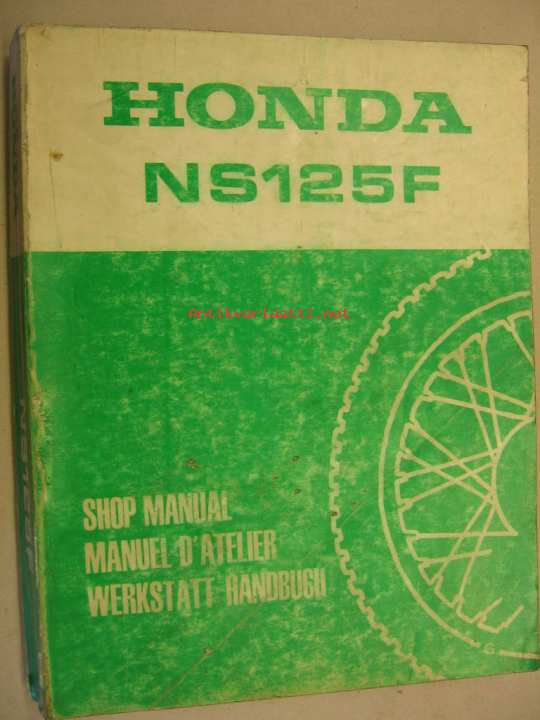 HONDA
NS125F
Antikvariaatti.net
SHOP MANUAL
MANUEL D'ATELIER
WERKSTATT HANDBUCH